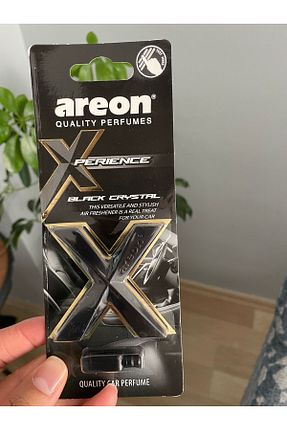 areon®
QUALITY PERFUMES
XPERIENCE
BLACK CRYSTAL
THIS VERSATILE AND STYLISH
AIR FRESHENER IS A REAL TREAT
FOR YOUR CAR
areon
QUALITY CAR PERFUME